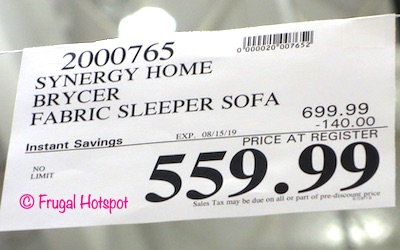 2000765
0000020007652
SYNERGY HOME
BRYCER
FABRIC SLEEPER SOFA
699.99
-140.00
Instant Savings
EXP. 08/15/19
PRICE AT REGISTER
NO
LIMIT
559.99
Sales Tax may be due on all or part of pre-discount price
© Frugal Hotspot